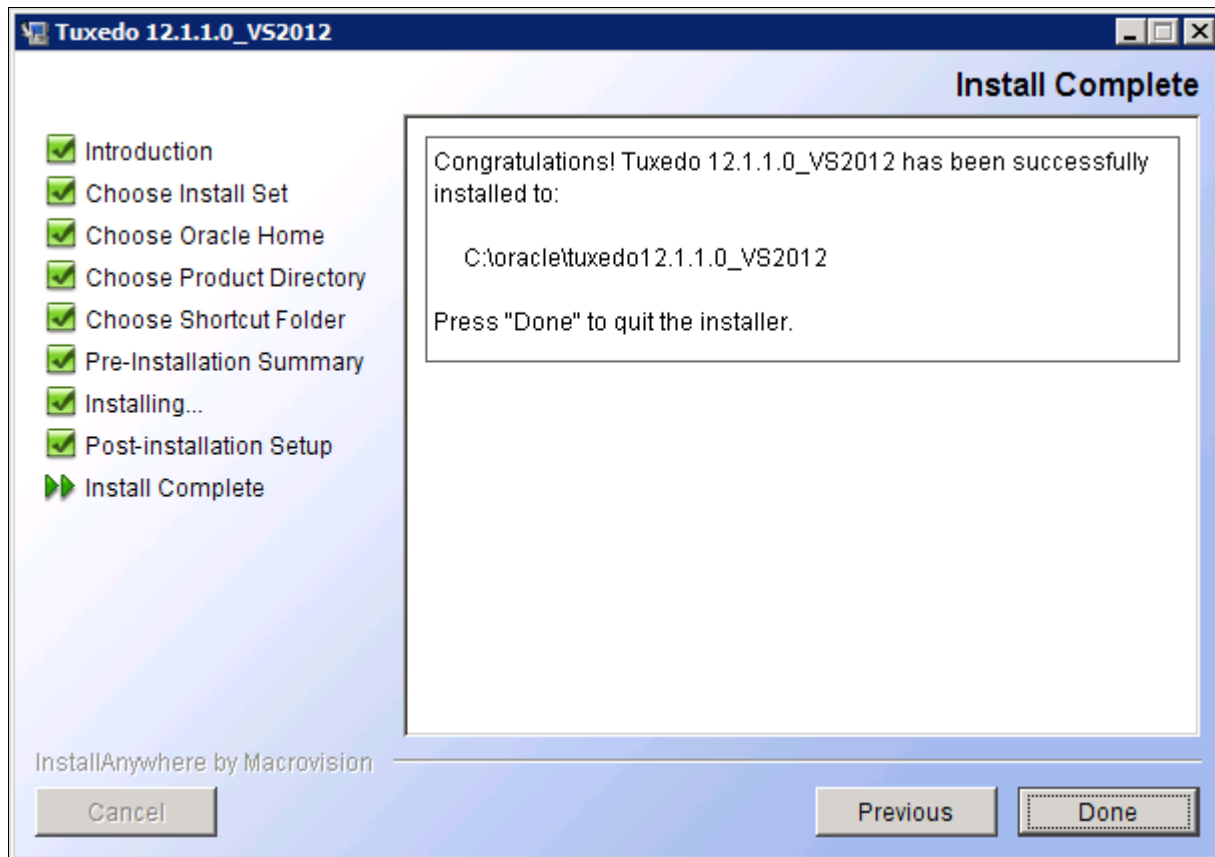 Tuxedo 12.1.1.0_VS2012
Install Complete
Introduction
Choose Install Set
Choose Oracle Home
Choose Product Directory
Choose Shortcut Folder
Pre-Installation Summary
Installing...
Post-installation Setup
Install Complete
Congratulations! Tuxedo 12.1.1.0_VS2012 has been successfully
installed to:
C:\oracle\tuxedo12.1.1.0_VS2012
Press "Done" to quit the installer.
InstallAnywhere by Macrovision
Cancel
Previous
Done